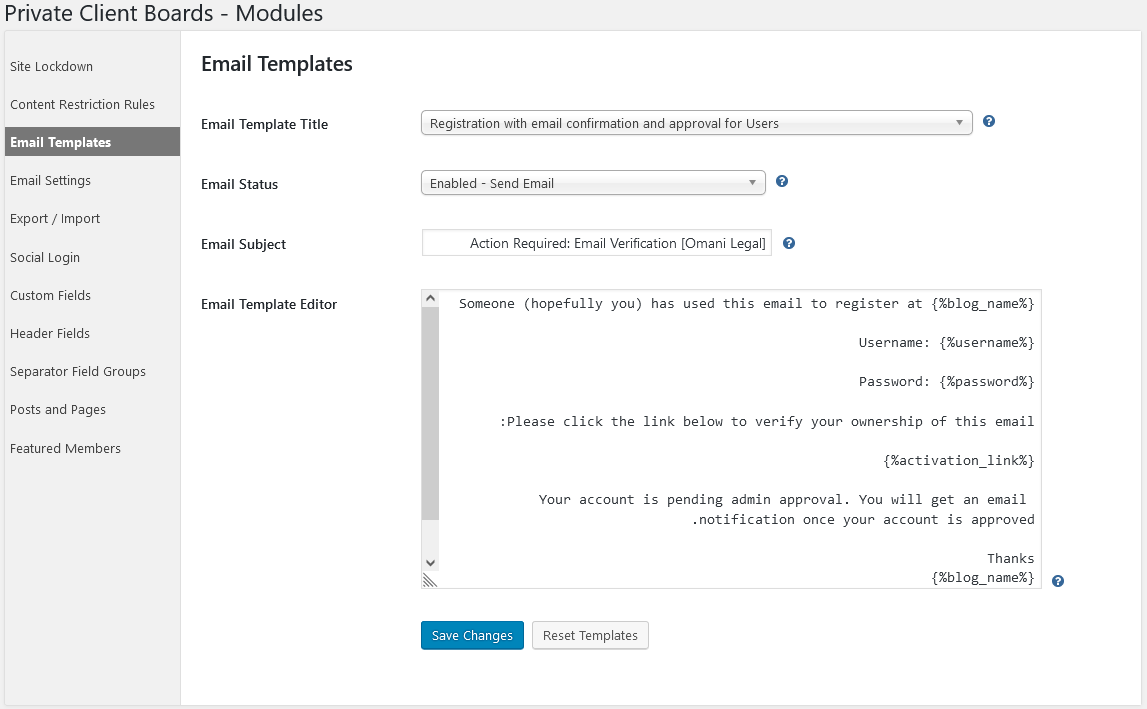 Private Client Boards - Modules
Site Lockdown
Content Restriction Rules
Email Templates
Email Settings
Export / Import
Social Login
Custom Fields
Header Fields
Separator Field Groups
Posts and Pages
Featured Members
Email Templates
Email Template Title
Registration with email confirmation and approval for Users
?
Email Status
Enabled - Send Email
?
Email Subject
Action Required: Email Verification [Omani Legal]
?
Email Template Editor
Someone (hopefully you) has used this email to register at {%blog_name%}
Username: {%username%}
Password: {%password%}
:Please click the link below to verify your ownership of this email
{%activation_link%}
Your account is pending admin approval. You will get an email
.notification once your account is approved
Thanks
{%blog_name%}
?
Save Changes
Reset Templates